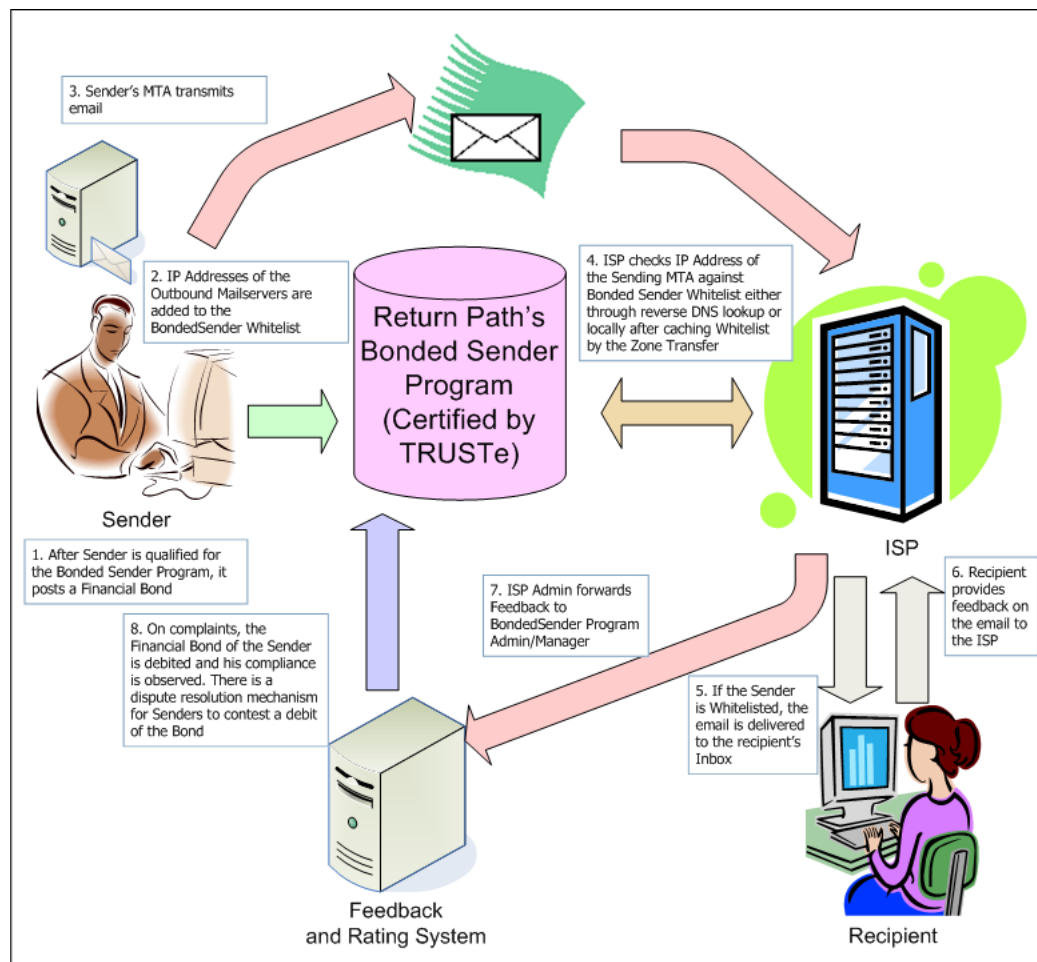 3. Sender's MTA transmits
email
2. IP Addresses of the
Outbound Mailservers are
added to the
BondedSender Whitelist
Return Path's
Bonded Sender
Program
(Certified by
TRUSTe)
4. ISP checks IP Address of
the Sending MTA against
Bonded Sender Whitelist either
through reverse DNS lookup or
locally after caching Whitelist
by the Zone Transfer
Sender
ISP
1. After Sender is qualified for
the Bonded Sender Program, it
posts a Financial Bond
8. On complaints, the
Financial Bond of the Sender
is debited and his compliance
is observed. There is a
dispute resolution mechanism
for Senders to contest a debit
of the Bond
7. ISP Admin forwards
Feedback to
BondedSender Program
Admin/Manager
6. Recipient
provides
feedback on
the email to
the ISP
5. If the Sender
is Whitelisted, the
email is delivered
to the recipient's
Inbox
Feedback
and Rating System
Recipient